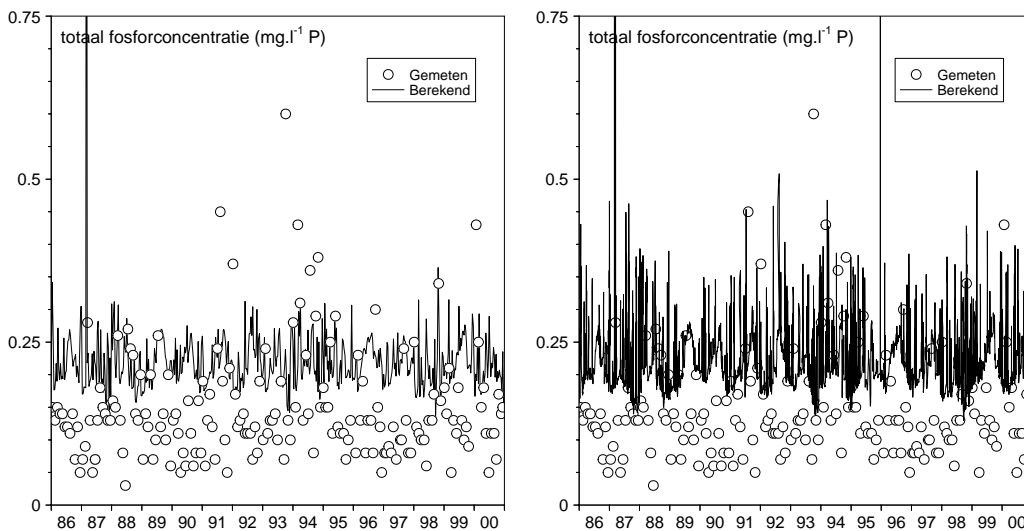 0.75
totaal fosforconcentratie (mg.l-1 P)
Gemeten
Berekend
0.5
0.25
0
86 87 88 89 90 91 92 93 94 95 96 97 98 99 00
0.75
totaal fosforconcentratie (mg.l-1 P)
Gemeten
Berekend
0.5
0.25
0
86 87 88 89 90 91 92 93 94 95 96 97 98 99 00